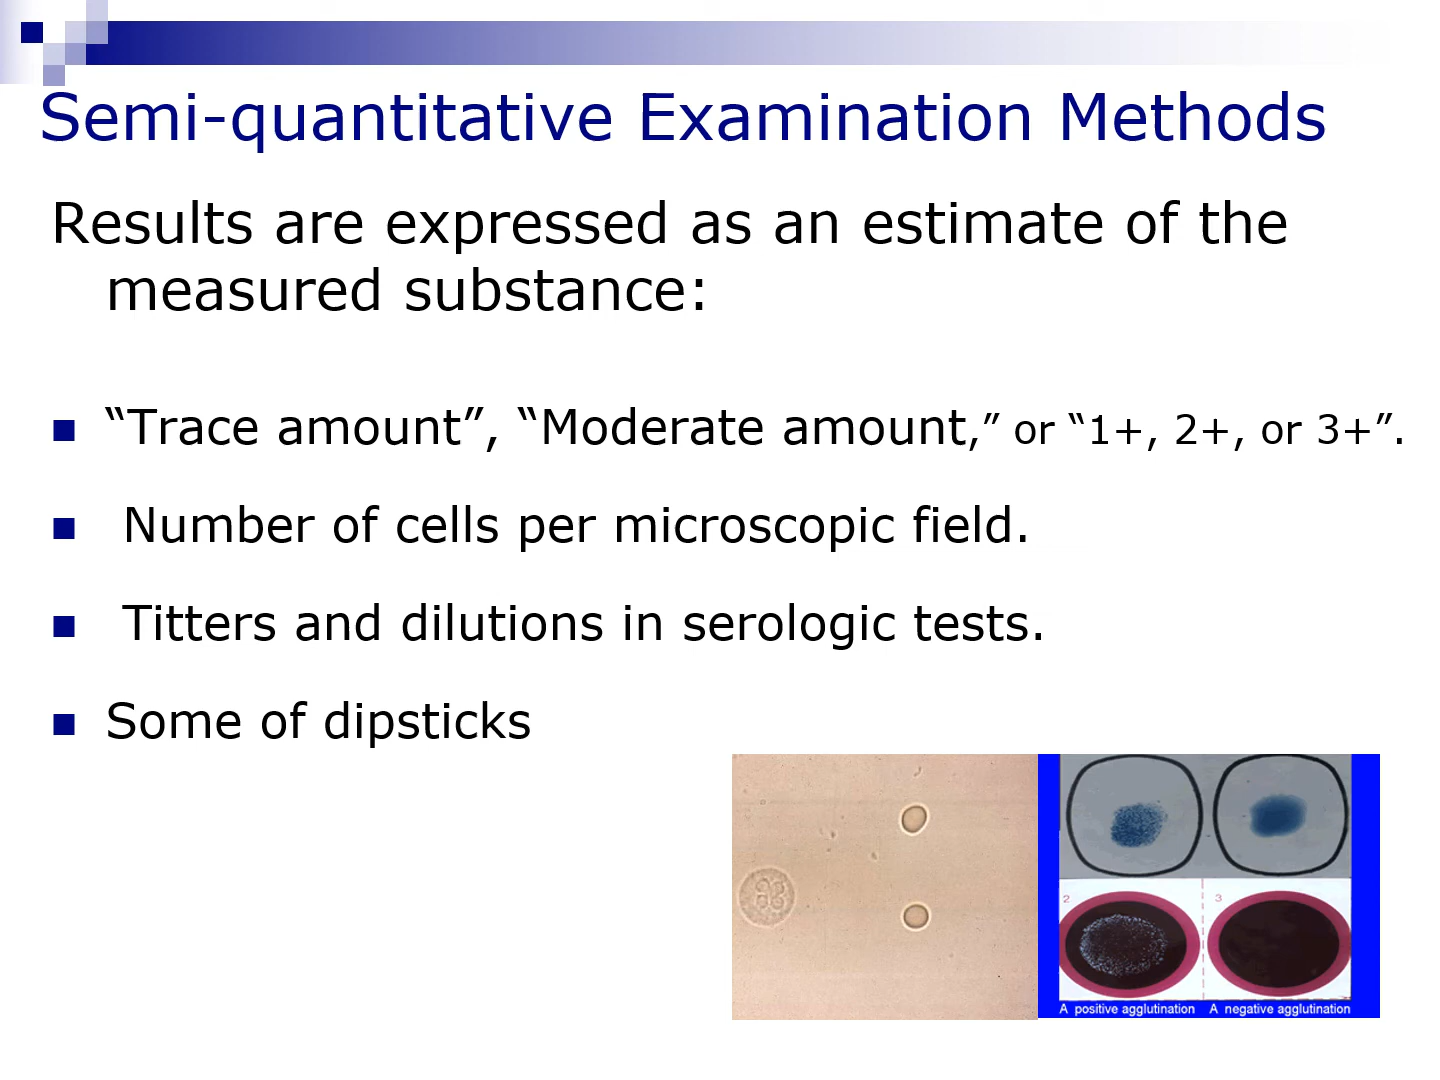 Semi-quantitative Examination Methods
Results are expressed as an estimate of the
measured substance:
“Trace amount”, “Moderate amount,” or “1+, 2+, or 3+”.
Number of cells per microscopic field.
Titters and dilutions in serologic tests.
Some of dipsticks
2 3
A positive agglutination A negative agglutination